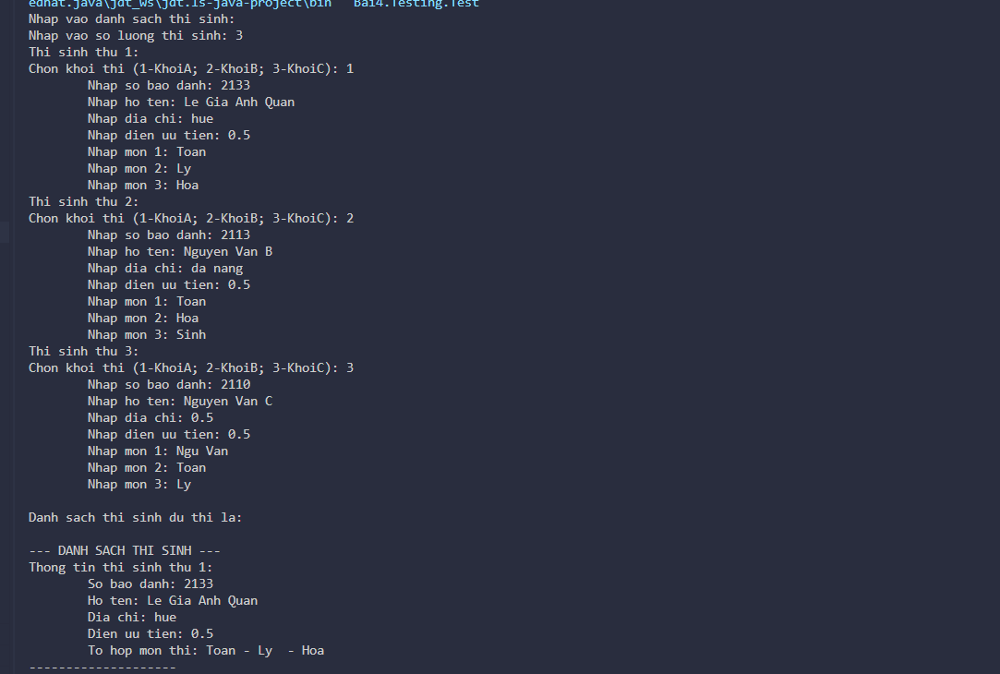 edhat.java\jdt_ws\jdt.ls-java-project\bin' 'Bai4.Testing.Test'
Nhap vao danh sach thi sinh:
Nhap vao so luong thi sinh: 3
Thi sinh thu 1:
Chon khoi thi (1-KhoiA; 2-KhoiB; 3-KhoiC): 1
Nhap so bao danh: 2133
Nhap ho ten: Le Gia Anh Quan
Nhap dia chi: hue
Nhap dien uu tien: 0.5
Nhap mon 1: Toan
Nhap mon 2: Ly
Nhap mon 3: Hoa
Thi sinh thu 2:
Chon khoi thi (1-KhoiA; 2-KhoiB; 3-KhoiC): 2
Nhap so bao danh: 2113
Nhap ho ten: Nguyen Van B
Nhap dia chi: da nang
Nhap dien uu tien: 0.5
Nhap mon 1: Toan
Nhap mon 2: Hoa
Nhap mon 3: Sinh
Thi sinh thu 3:
Chon khoi thi (1-KhoiA; 2-KhoiB; 3-KhoiC): 3
Nhap so bao danh: 2110
Nhap ho ten: Nguyen Van C
Nhap dia chi: 0.5
Nhap dien uu tien: 0.5
Nhap mon 1: Ngu Van
Nhap mon 2: Toan
Nhap mon 3: Ly
Danh sach thi sinh du thi la:
--- DANH SACH THI SINH ---
Thong tin thi sinh thu 1:
So bao danh: 2133
Ho ten: Le Gia Anh Quan
Dia chi: hue
Dien uu tien: 0.5
To hop mon thi: Toan - Ly  - Hoa
--------------------